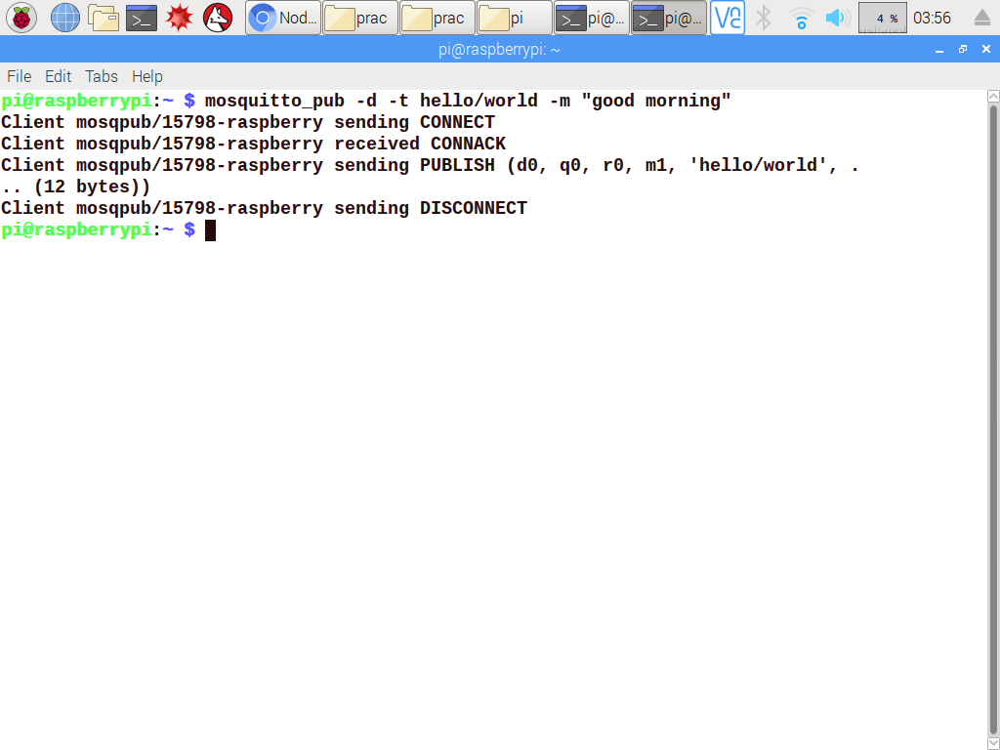 Nod... prac prac pi pi@... pi@... 4 % 03:56
pi@raspberrypi: ~
File Edit Tabs Help
pi@raspberrypi:~ $ mosquitto_pub -d -t hello/world -m "good morning"
Client mosqpub/15798-raspberry sending CONNECT
Client mosqpub/15798-raspberry received CONNACK
Client mosqpub/15798-raspberry sending PUBLISH (d0, q0, r0, m1, 'hello/world', .
.. (12 bytes))
Client mosqpub/15798-raspberry sending DISCONNECT
pi@raspberrypi:~ $